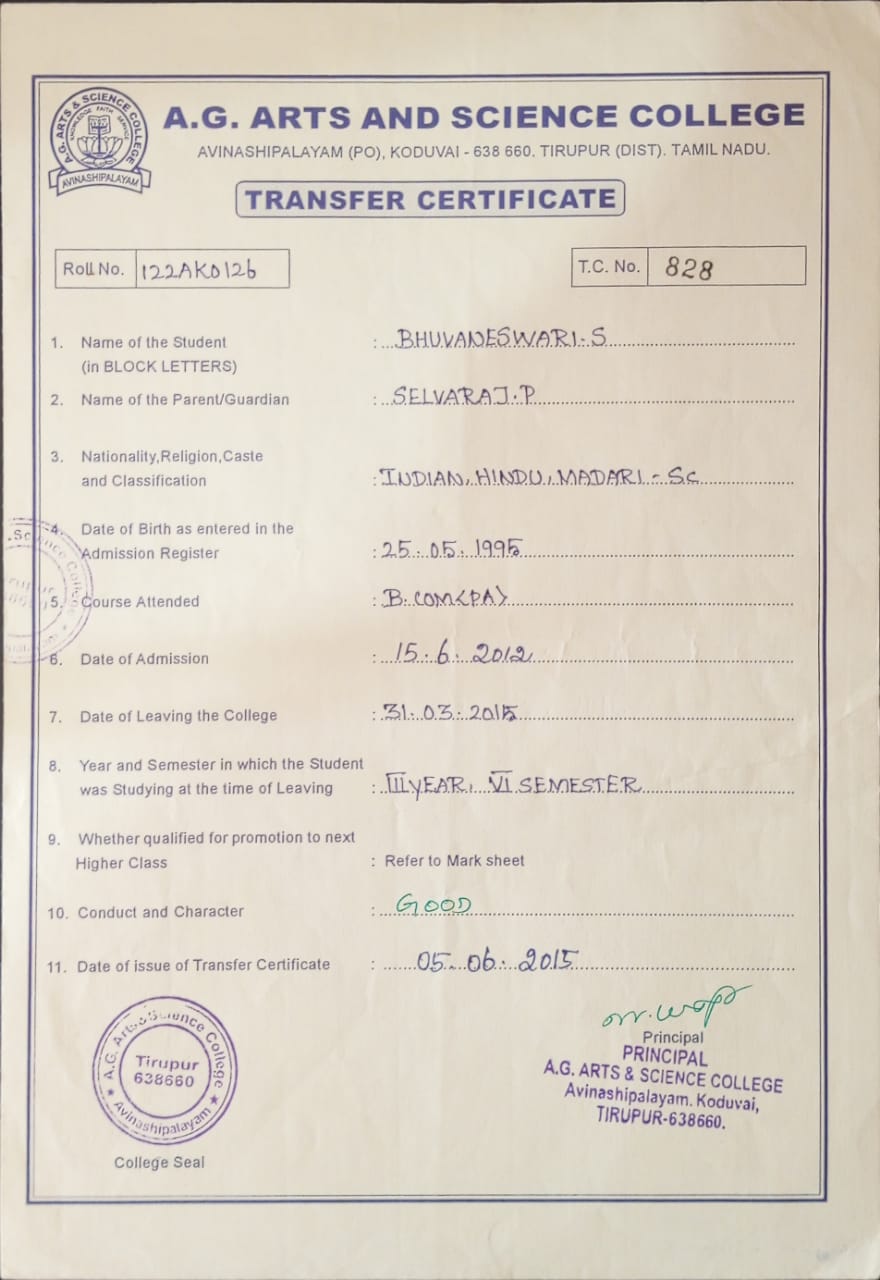 A.G. ARTS & SCIENCE COLLEGE
KNOWLEDGE FAITH SERVICE
AVINASHIPALAYAM
A.G. ARTS AND SCIENCE COLLEGE
AVINASHIPALAYAM (PO), KODUVAI - 638 660. TIRUPUR (DIST). TAMIL NADU.
TRANSFER CERTIFICATE
Roll No. 122AK0126
T.C. No. 828
1. Name of the Student : BHUVANESWARI.S
(in BLOCK LETTERS)
2. Name of the Parent/Guardian : SELVARAJ.P
3. Nationality,Religion,Caste
and Classification : INDIAN, HINDU, MADARI - SC
4. Date of Birth as entered in the
Admission Register : 25.05.1995
5. Course Attended : B.COM<PA>
6. Date of Admission : 15.6.2012
7. Date of Leaving the College : 31.03.2015
8. Year and Semester in which the Student
was Studying at the time of Leaving : III YEAR, VI SEMESTER
9. Whether qualified for promotion to next
Higher Class : Refer to Mark sheet
10. Conduct and Character : GOOD
11. Date of issue of Transfer Certificate : 05.06.2015
A.G. Arts & Science College
Tirupur
638660
★ Avinashipalayam ★
College Seal
Principal
PRINCIPAL
A.G. ARTS & SCIENCE COLLEGE
Avinashipalayam. Koduvai,
TIRUPUR-638660.